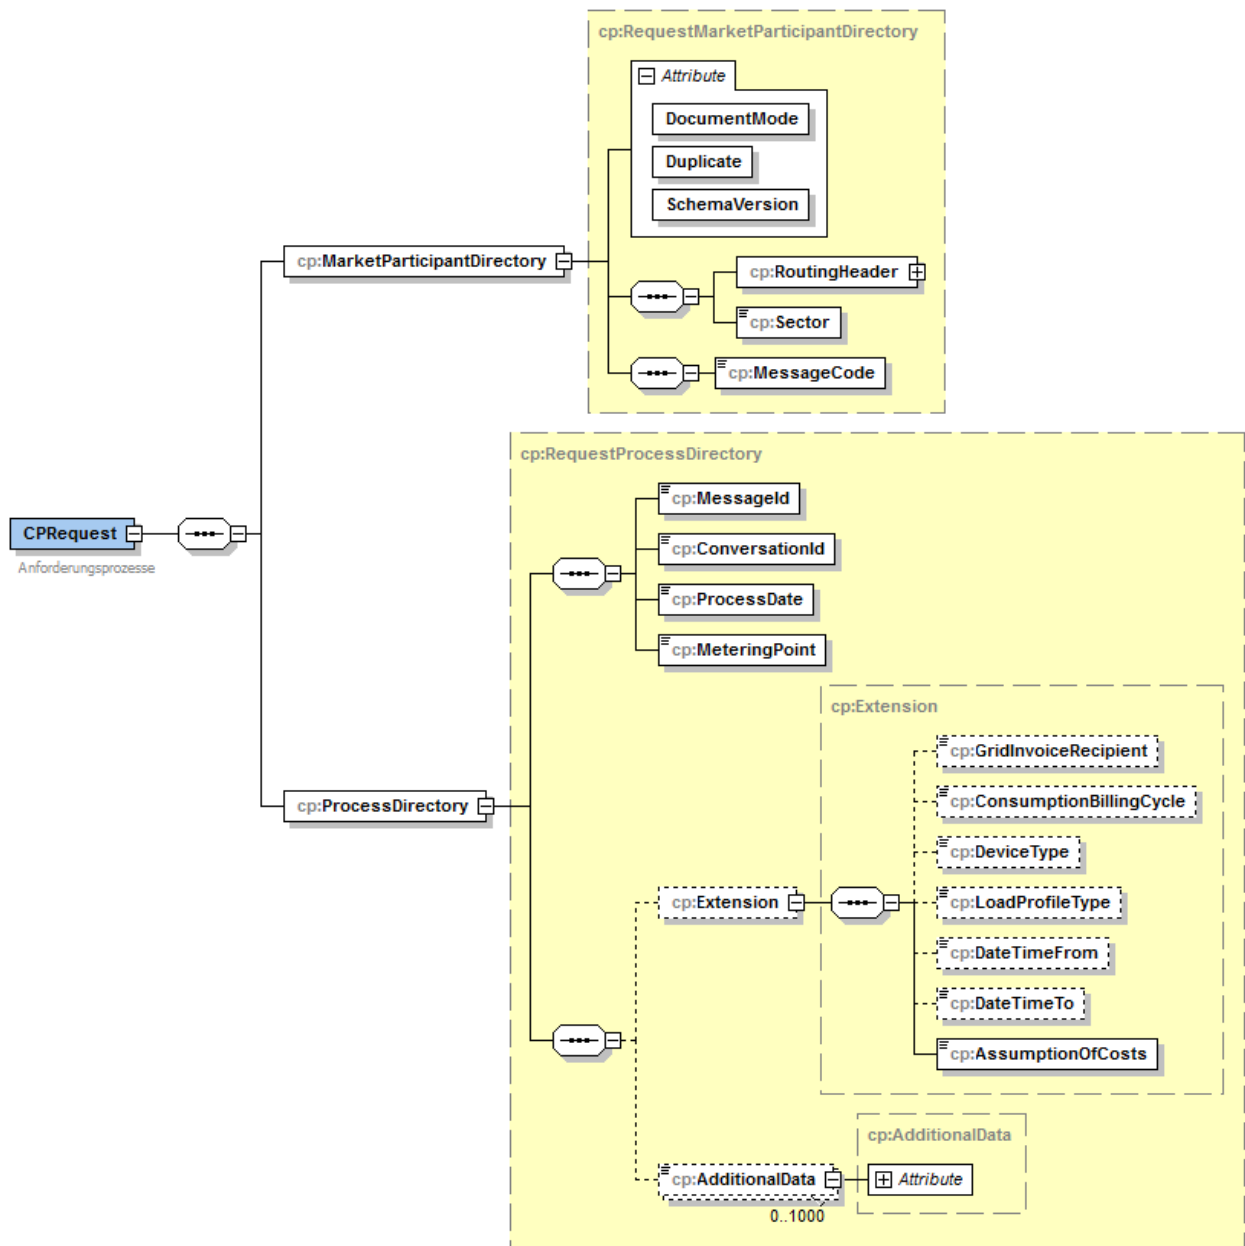 cp:RequestMarketParticipantDirectory
Attribute
DocumentMode
Duplicate
SchemaVersion
cp:MarketParticipantDirectory
cp:RoutingHeader
cp:Sector
cp:MessageCode
cp:RequestProcessDirectory
cp:MessageId
CPRequest
cp:ConversationId
Anforderungsprozesse
cp:ProcessDate
cp:MeteringPoint
cp:Extension
cp:GridInvoiceRecipient
cp:ConsumptionBillingCycle
cp:ProcessDirectory
cp:DeviceType
cp:Extension
cp:LoadProfileType
cp:DateTimeFrom
cp:DateTimeTo
cp:AssumptionOfCosts
cp:AdditionalData
cp:AdditionalData
Attribute
0..1000